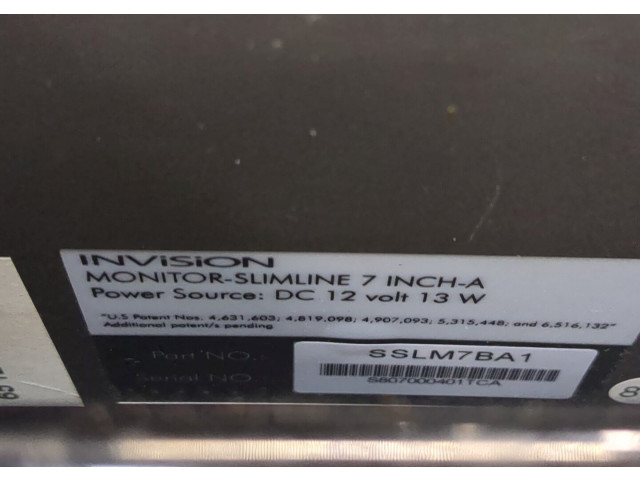 INVISION
MONITOR-SLIMLINE 7 INCH-A
Power Source: DC 12 volt 13 W
"U.S Patent Nos: 4,631,603; 4,819,098; 4,907,093; 5,315,448; and 6,516,132"
Additional patent/s pending
Part NO.:
SSLM7BA1
Serial NO
S807000401TCA
8